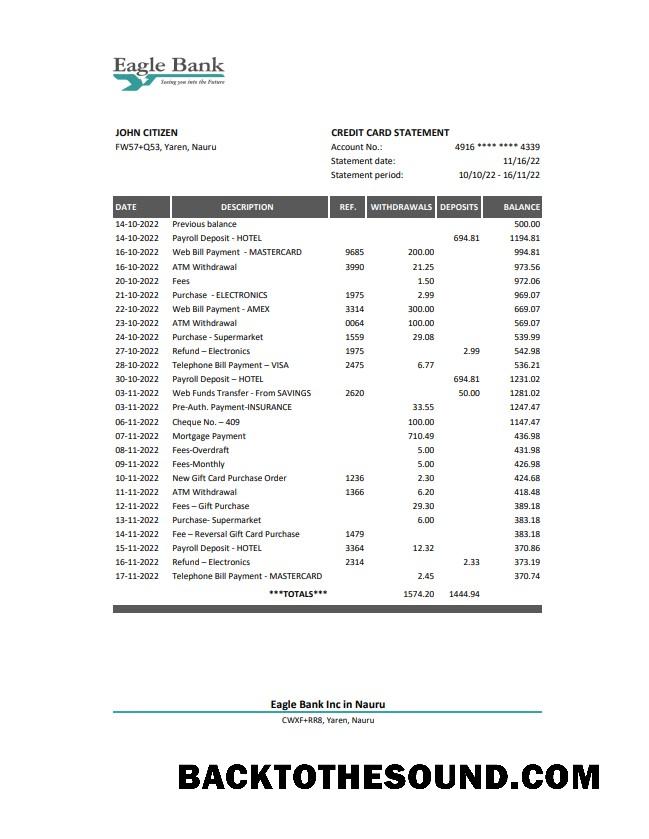 Eagle Bank
Seeing you into the Future
JOHN CITIZEN CREDIT CARD STATEMENT
FW57+Q53, Yaren, Nauru Account No.: 4916 **** **** 4339
Statement date: 11/16/22
Statement period: 10/10/22 - 16/11/22
DATE DESCRIPTION REF. WITHDRAWALS DEPOSITS BALANCE
14-10-2022 Previous balance 500.00
14-10-2022 Payroll Deposit - HOTEL 694.81 1194.81
16-10-2022 Web Bill Payment - MASTERCARD 9685 200.00 994.81
16-10-2022 ATM Withdrawal 3990 21.25 973.56
20-10-2022 Fees 1.50 972.06
21-10-2022 Purchase - ELECTRONICS 1975 2.99 969.07
22-10-2022 Web Bill Payment - AMEX 3314 300.00 669.07
23-10-2022 ATM Withdrawal 0064 100.00 569.07
24-10-2022 Purchase - Supermarket 1559 29.08 539.99
27-10-2022 Refund – Electronics 1975 2.99 542.98
28-10-2022 Telephone Bill Payment – VISA 2475 6.77 536.21
30-10-2022 Payroll Deposit – HOTEL 694.81 1231.02
03-11-2022 Web Funds Transfer - From SAVINGS 2620 50.00 1281.02
03-11-2022 Pre-Auth. Payment-INSURANCE 33.55 1247.47
06-11-2022 Cheque No. – 409 100.00 1147.47
07-11-2022 Mortgage Payment 710.49 436.98
08-11-2022 Fees-Overdraft 5.00 431.98
09-11-2022 Fees-Monthly 5.00 426.98
10-11-2022 New Gift Card Purchase Order 1236 2.30 424.68
11-11-2022 ATM Withdrawal 1366 6.20 418.48
12-11-2022 Fees – Gift Purchase 29.30 389.18
13-11-2022 Purchase- Supermarket 6.00 383.18
14-11-2022 Fee – Reversal Gift Card Purchase 1479 383.18
15-11-2022 Payroll Deposit - HOTEL 3364 12.32 370.86
16-11-2022 Refund – Electronics 2314 2.33 373.19
17-11-2022 Telephone Bill Payment - MASTERCARD 2.45 370.74
***TOTALS*** 1574.20 1444.94
Eagle Bank Inc in Nauru
CWXF+RR8, Yaren, Nauru
BACKTOTHESOUND.COM